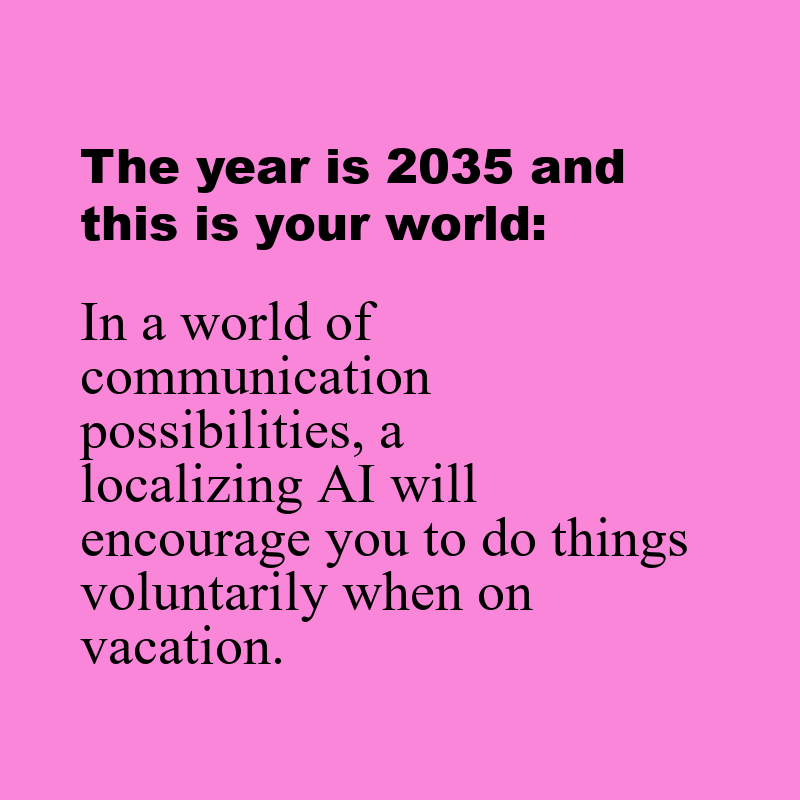 The year is 2035 and
this is your world:
In a world of
communication
possibilities, a
localizing AI will
encourage you to do things
voluntarily when on
vacation.